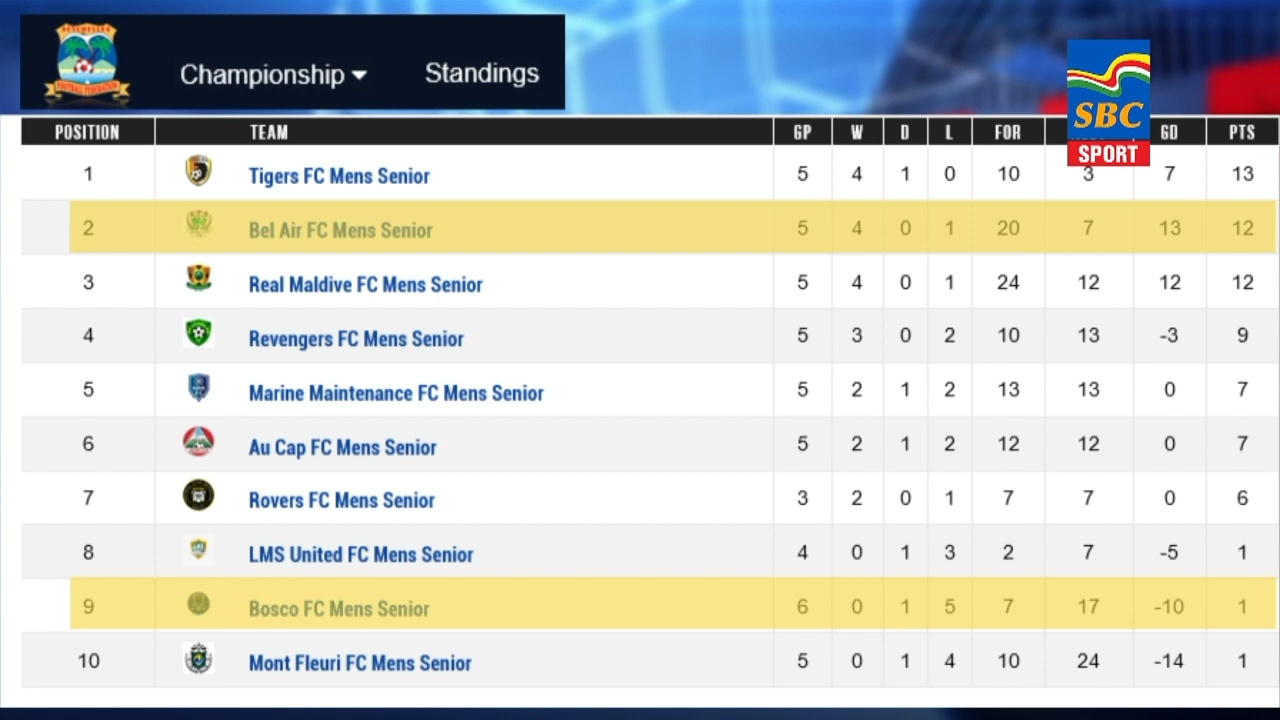 SEYCHELLES
FOOTBALL FEDERATION
Championship Standings
SBC
SPORT
POSITION TEAM GP W D L FOR GD PTS
1 Tigers FC Mens Senior 5 4 1 0 10 3 7 13
2 Bel Air FC Mens Senior 5 4 0 1 20 7 13 12
3 Real Maldive FC Mens Senior 5 4 0 1 24 12 12 12
4 Revengers FC Mens Senior 5 3 0 2 10 13 -3 9
5 Marine Maintenance FC Mens Senior 5 2 1 2 13 13 0 7
6 Au Cap FC Mens Senior 5 2 1 2 12 12 0 7
7 Rovers FC Mens Senior 3 2 0 1 7 7 0 6
8 LMS United FC Mens Senior 4 0 1 3 2 7 -5 1
9 Bosco FC Mens Senior 6 0 1 5 7 17 -10 1
10 Mont Fleuri FC Mens Senior 5 0 1 4 10 24 -14 1